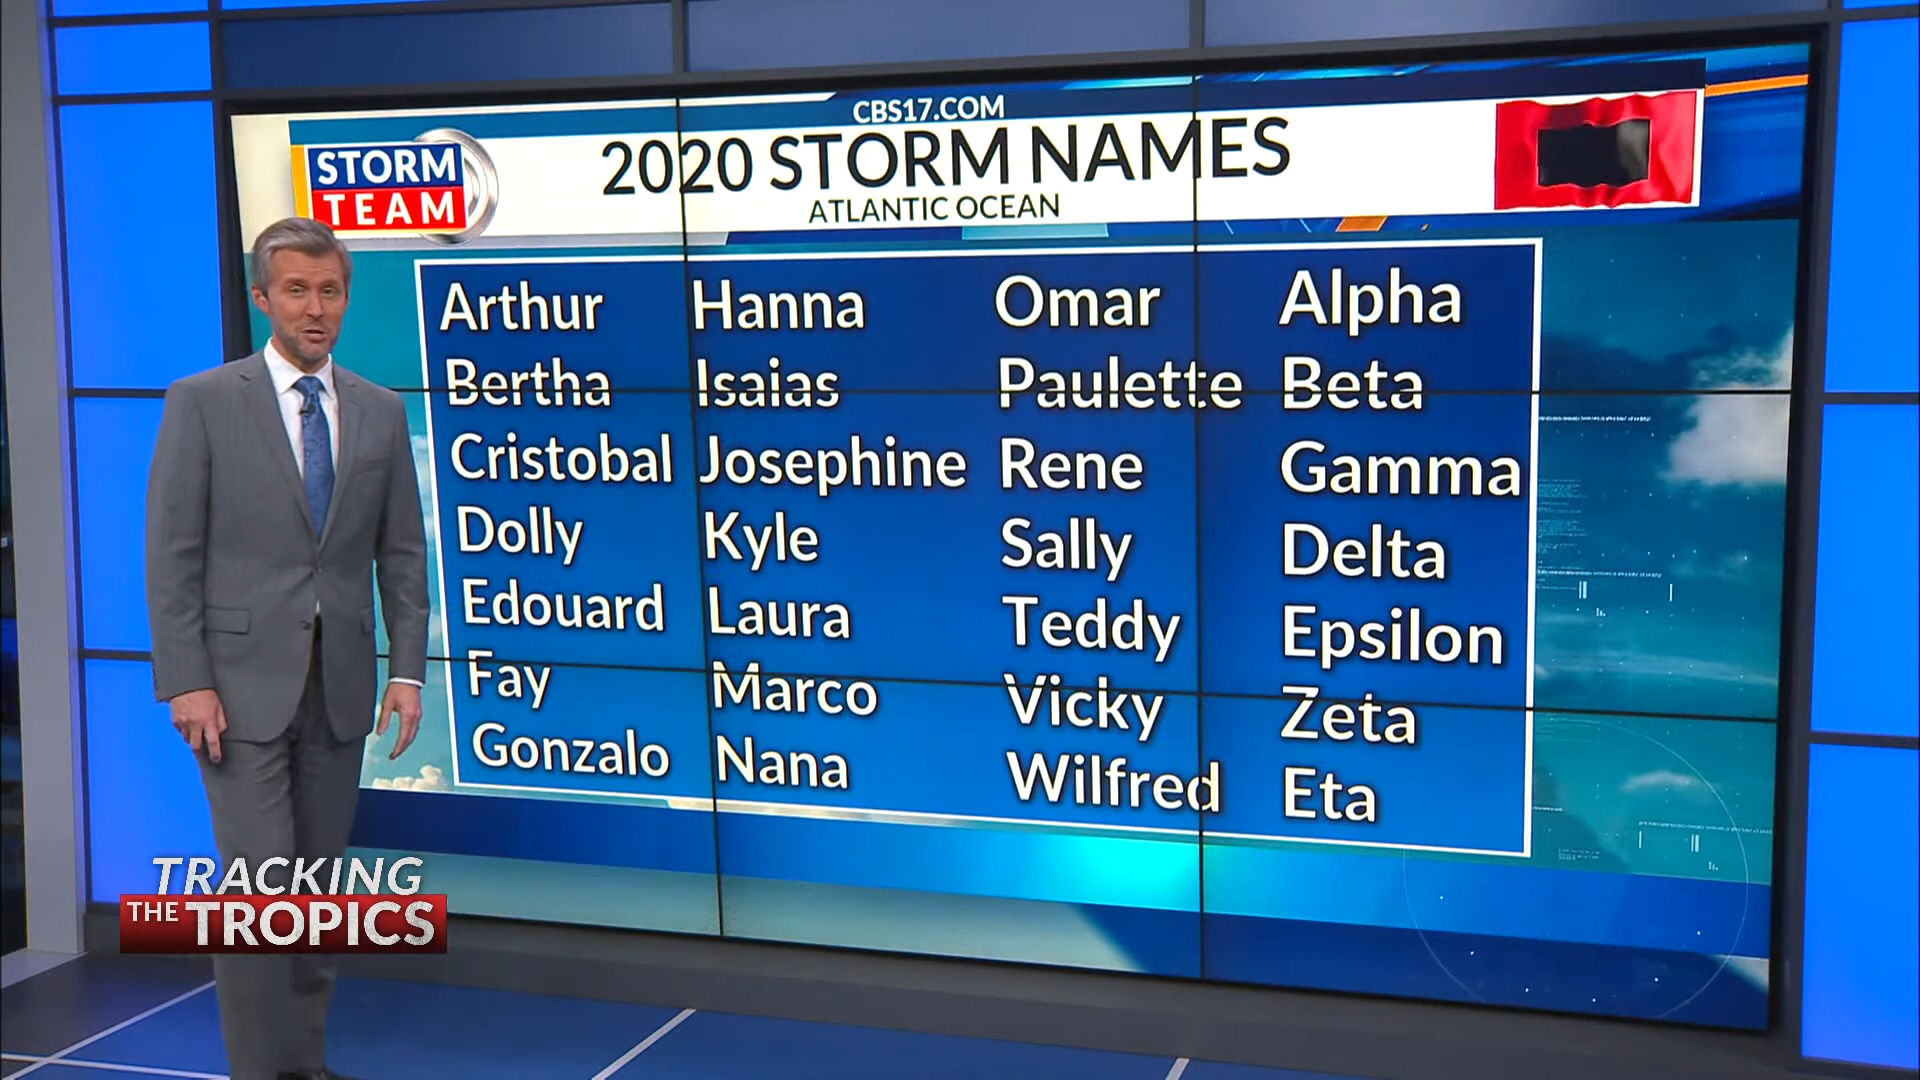 CBS17.COM
2020 STORM NAMES
ATLANTIC OCEAN
STORM
TEAM
Arthur
Bertha
Cristobal
Dolly
Edouard
Fay
Gonzalo
Hanna
Isaias
Josephine
Kyle
Laura
Marco
Nana
Omar
Paulette
Rene
Sally
Teddy
Vicky
Wilfred
Alpha
Beta
Gamma
Delta
Epsilon
Zeta
Eta
TRACKING
THE TROPICS